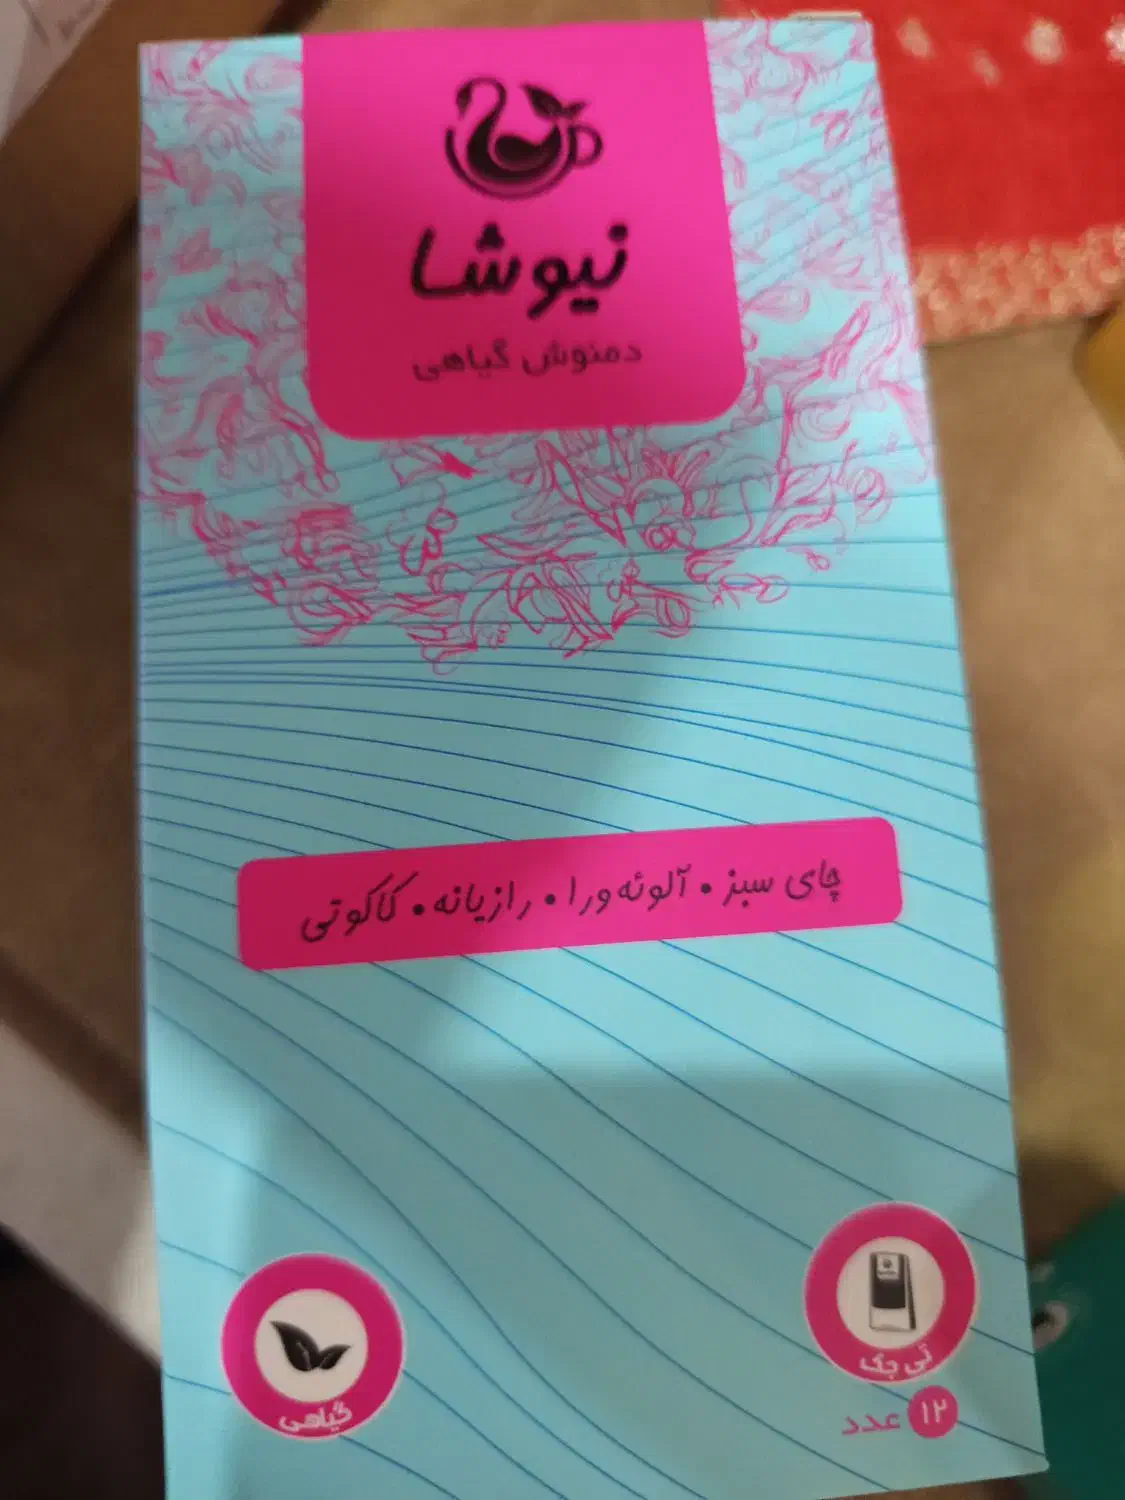 نیوشا
دمنوش گیاهی
چای سبز • آلوئه‌ورا • رازیانه • کاکوتی
تی بگ
۱۲ عدد
گیاهی